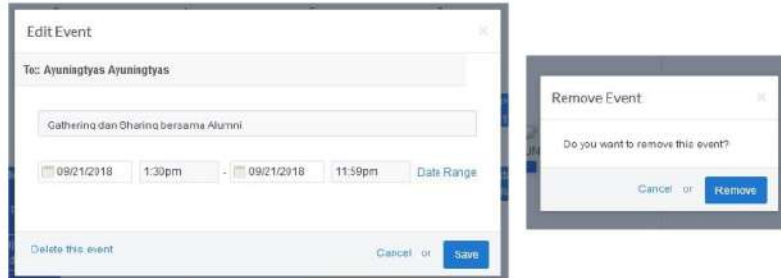 Edit Event
To:: Ayuningtyas Ayuningtyas
Gathering dan Sharing bersama Alumni
09/21/2018 1:30pm - 09/21/2018 11:59pm Date Range
Delete this event Cancel or Save
Remove Event
Do you want to remove this event?
Cancel or Remove